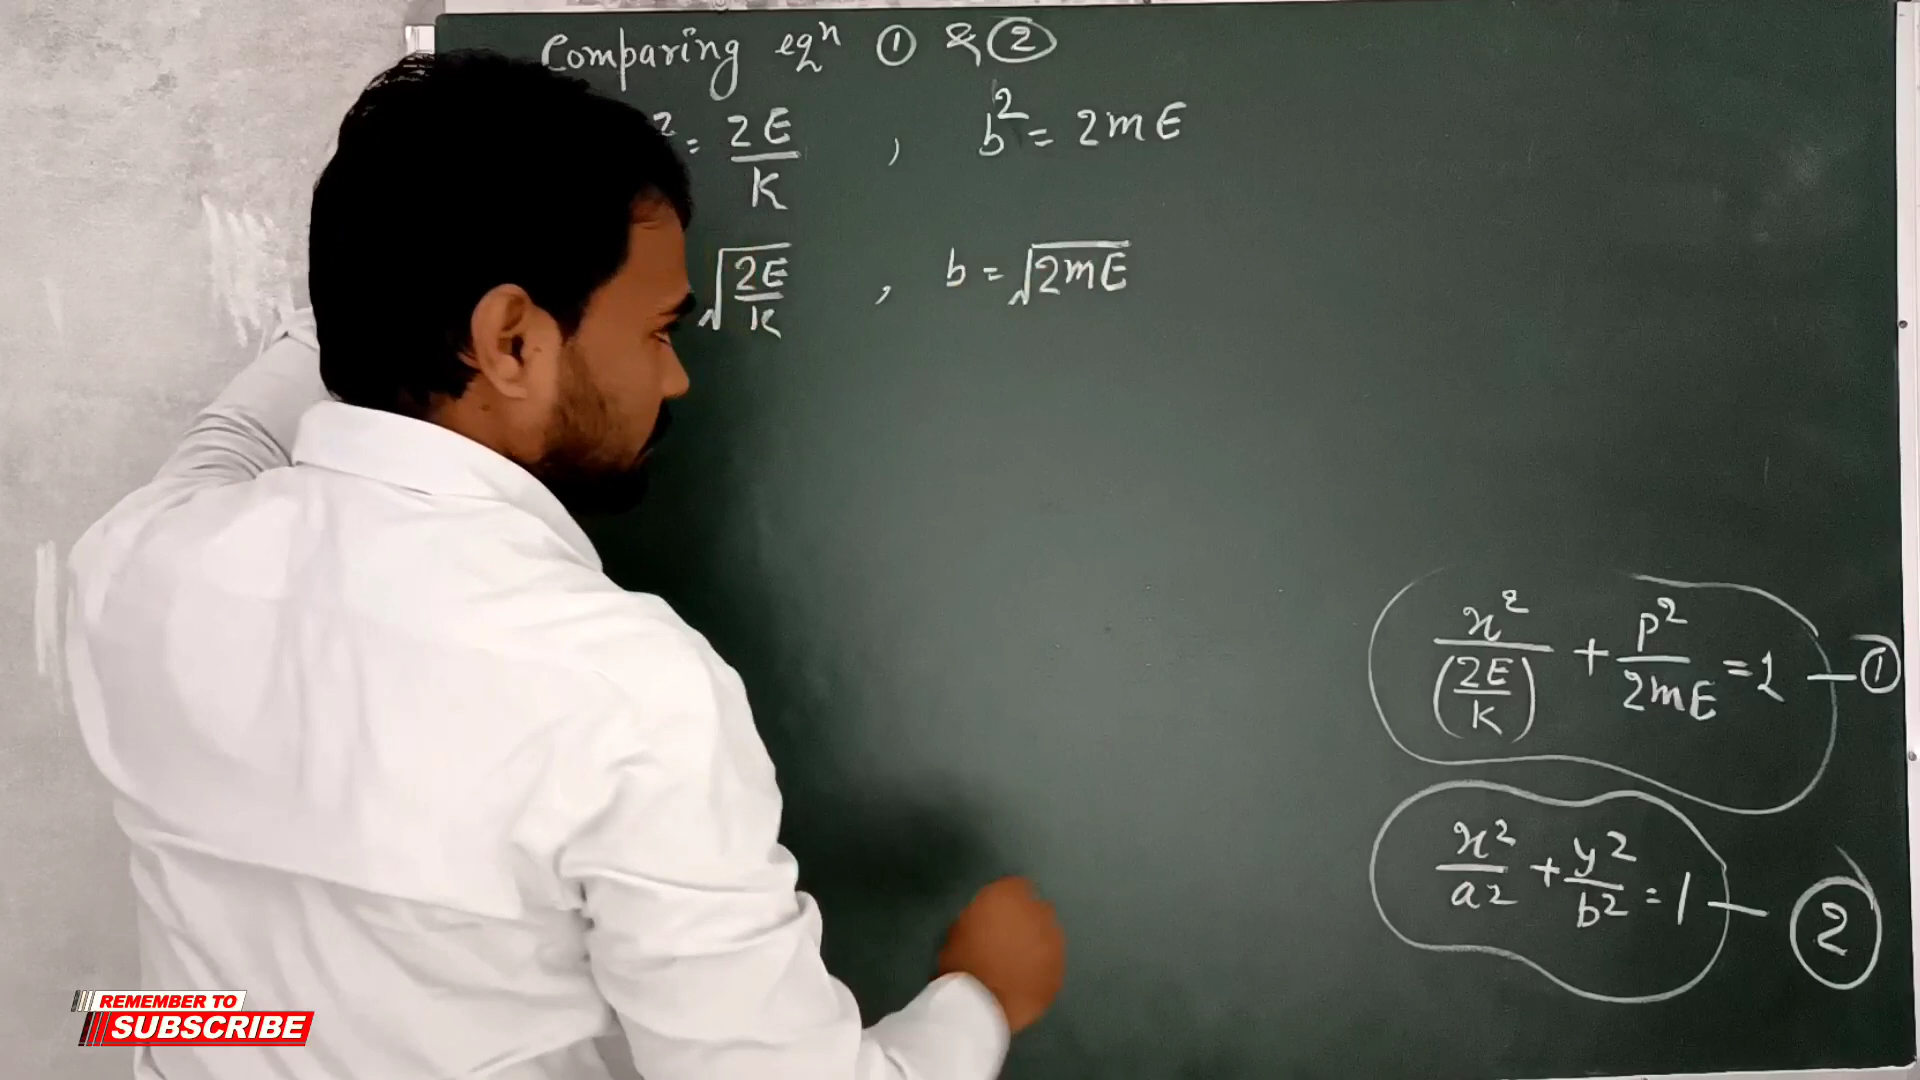 Comparing eqⁿ ① & ②
² = 2E/K , b² = 2mE
√(2E/K) , b = √2mE
x²/(2E/K) + p²/2mE = 1 — ①
x²/a2 + y²/b2 = 1 — ②
REMEMBER TO
SUBSCRIBE